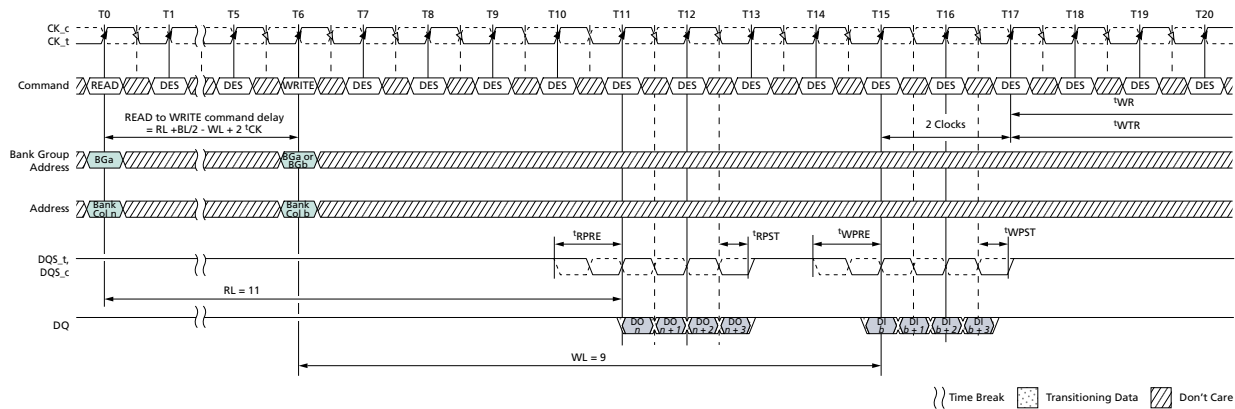 T0 T1 T5 T6 T7 T8 T9 T10 T11 T12 T13 T14 T15 T16 T17 T18 T19 T20
CK_c
CK_t
Command READ DES DES WRITE DES DES DES DES DES DES DES DES DES DES DES DES DES DES
tWR
READ to WRITE command delay
= RL +BL/2 - WL + 2 tCK
2 Clocks tWTR
Bank Group
Address
BGa
BGa or
BGb
Address
Bank
Col n
Bank
Col b
tRPRE tRPST tWPRE tWPST
DQS_t,
DQS_c
RL = 11
DQ
DO
n
DO
n + 1
DO
n + 2
DO
n + 3
DI
b
DI
b + 1
DI
b + 2
DI
b + 3
WL = 9
Time Break Transitioning Data Don't Care